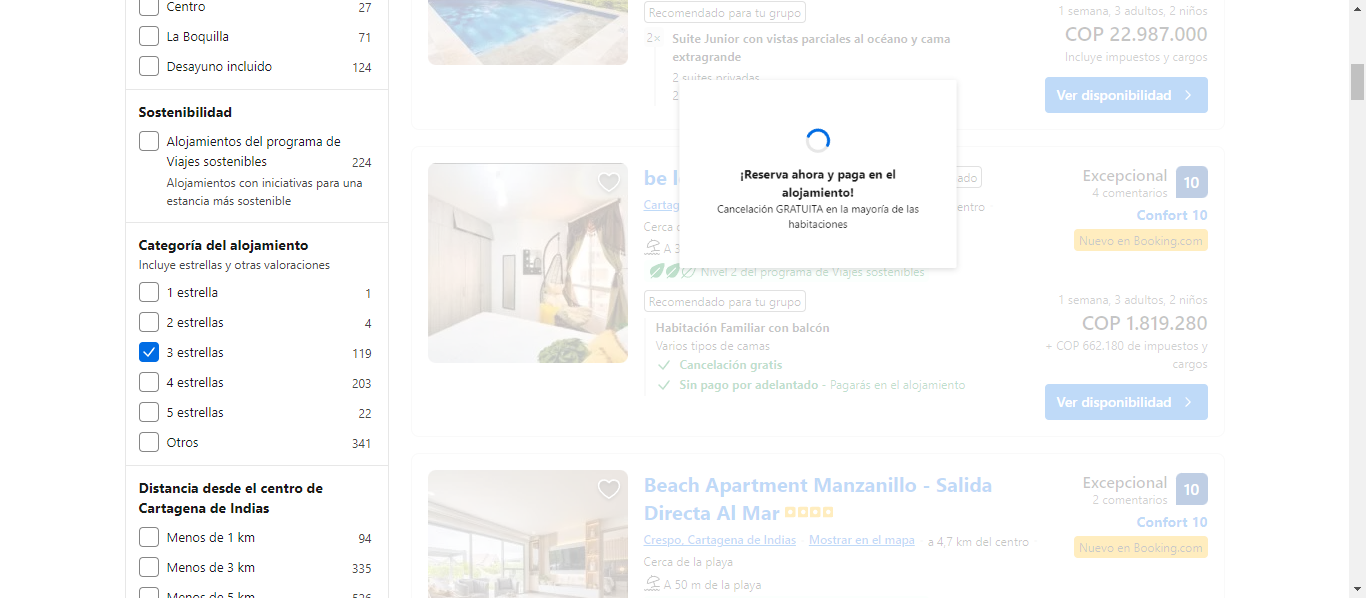 Centro 27
La Boquilla 71
Desayuno incluido 124
Sostenibilidad
Alojamientos del programa de
Viajes sostenibles 224
Alojamientos con iniciativas para una
estancia más sostenible
Categoría del alojamiento
Incluye estrellas y otras valoraciones
1 estrella 1
2 estrellas 4
3 estrellas 119
4 estrellas 203
5 estrellas 22
Otros 341
Distancia desde el centro de
Cartagena de Indias
Menos de 1 km 94
Menos de 3 km 335
Menos de 5 km 526
Recomendado para tu grupo
2× Suite Junior con vistas parciales al océano y cama
extragrande
2 suites privadas
2
1 semana, 3 adultos, 2 niños
COP 22.987.000
Incluye impuestos y cargos
Ver disponibilidad
¡Reserva ahora y paga en el
alojamiento!
Cancelación GRATUITA en la mayoría de las
habitaciones
be
Cartag
Cerca
A 3
ado
entro
Nivel 2 del programa de Viajes sostenibles
Excepcional 10
4 comentarios
Confort 10
Nuevo en Booking.com
Recomendado para tu grupo
Habitación Familiar con balcón
Varios tipos de camas
Cancelación gratis
Sin pago por adelantado - Pagarás en el alojamiento
1 semana, 3 adultos, 2 niños
COP 1.819.280
+ COP 662.180 de impuestos y
cargos
Ver disponibilidad
Beach Apartment Manzanillo - Salida
Directa Al Mar
Crespo, Cartagena de Indias Mostrar en el mapa a 4,7 km del centro
Cerca de la playa
A 50 m de la playa
Excepcional 10
2 comentarios
Confort 10
Nuevo en Booking.com